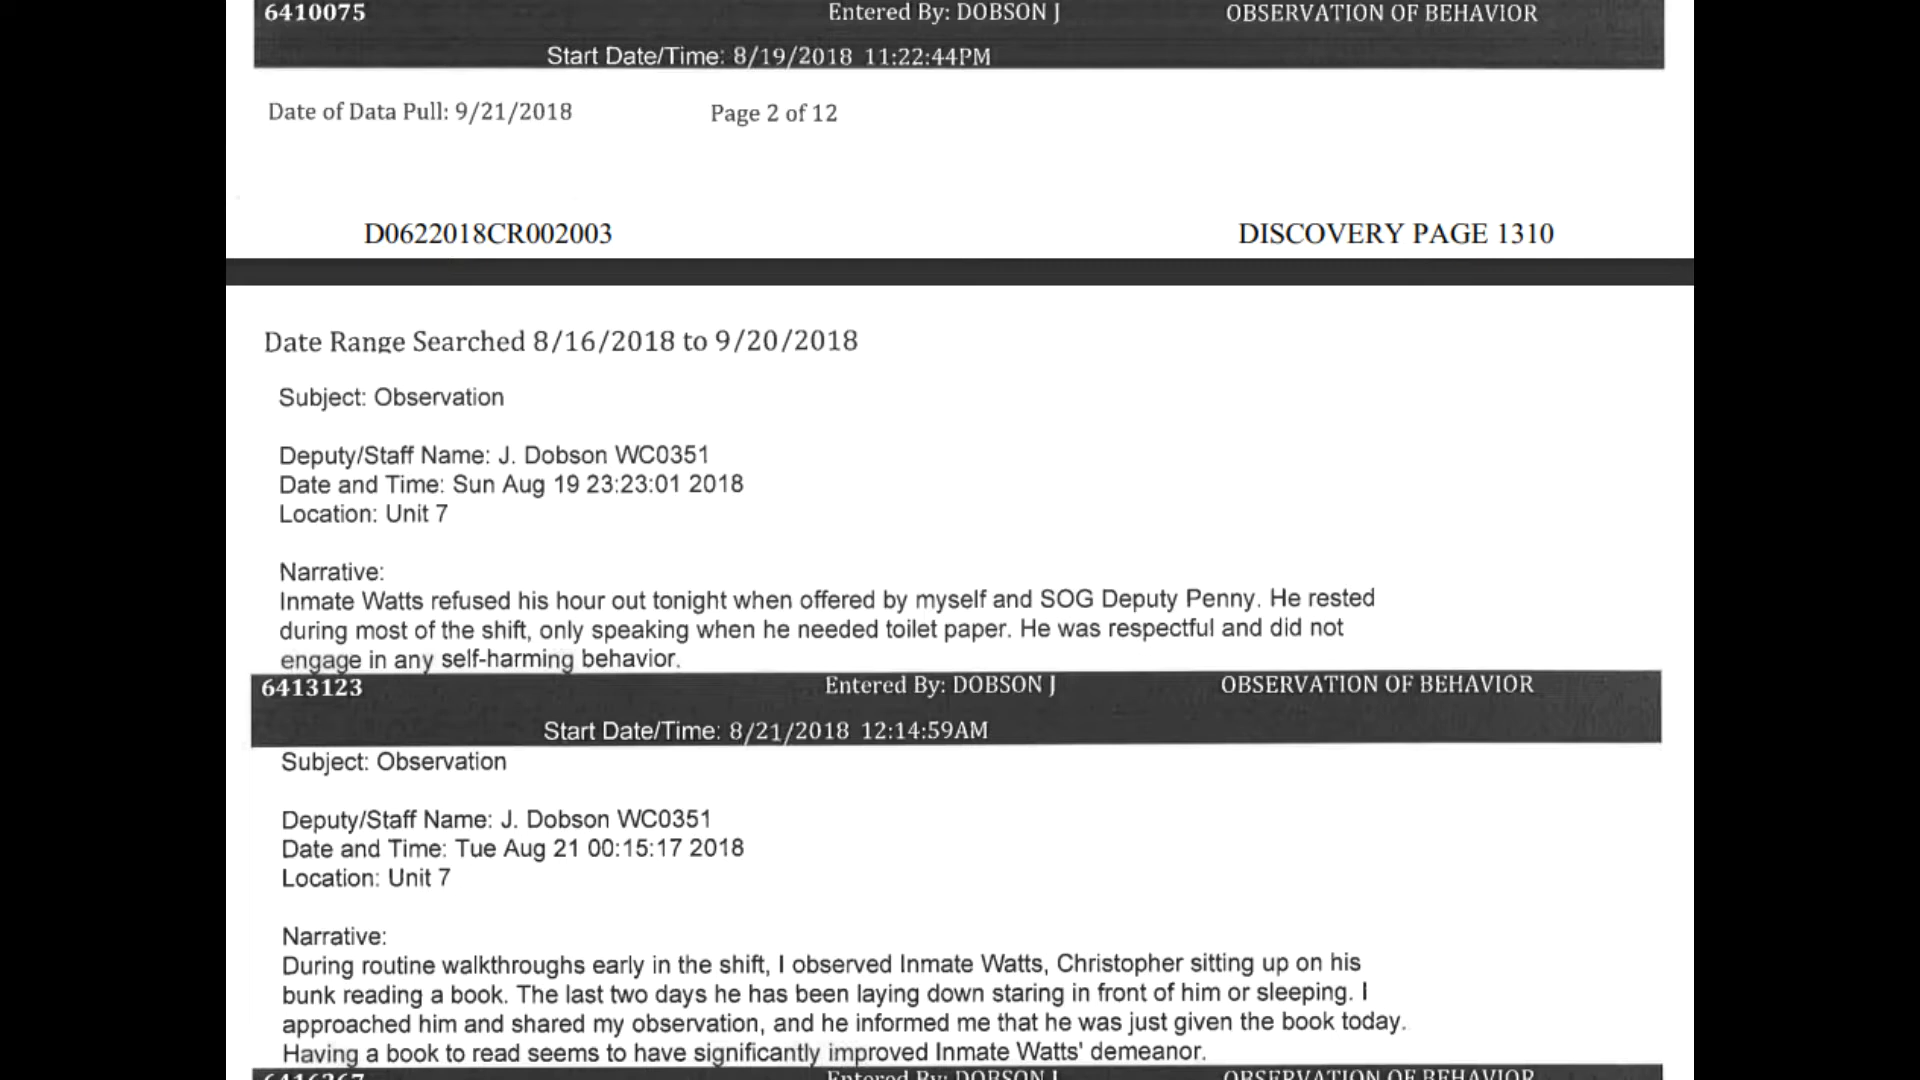 6410075 Entered By: DOBSON J OBSERVATION OF BEHAVIOR
Start Date/Time: 8/19/2018 11:22:44PM
Date of Data Pull: 9/21/2018 Page 2 of 12
D0622018CR002003 DISCOVERY PAGE 1310
Date Range Searched 8/16/2018 to 9/20/2018
Subject: Observation
Deputy/Staff Name: J. Dobson WC0351
Date and Time: Sun Aug 19 23:23:01 2018
Location: Unit 7
Narrative:
Inmate Watts refused his hour out tonight when offered by myself and SOG Deputy Penny. He rested
during most of the shift, only speaking when he needed toilet paper. He was respectful and did not
engage in any self-harming behavior.
6413123 Entered By: DOBSON J OBSERVATION OF BEHAVIOR
Start Date/Time: 8/21/2018 12:14:59AM
Subject: Observation
Deputy/Staff Name: J. Dobson WC0351
Date and Time: Tue Aug 21 00:15:17 2018
Location: Unit 7
Narrative:
During routine walkthroughs early in the shift, I observed Inmate Watts, Christopher sitting up on his
bunk reading a book. The last two days he has been laying down staring in front of him or sleeping. I
approached him and shared my observation, and he informed me that he was just given the book today.
Having a book to read seems to have significantly improved Inmate Watts' demeanor.
Entered By: DOBSON J OBSERVATION OF BEHAVIOR